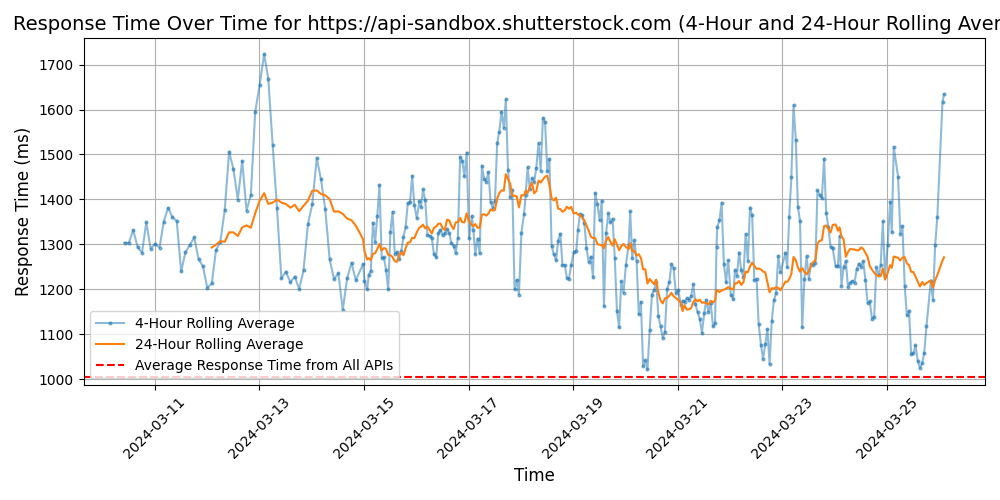 Response Time Over Time for https://api-sandbox.shutterstock.com (4-Hour and 24-Hour Rolling Aver
Response Time (ms)
1700
1600
1500
1400
1300
1200
1100
1000
4-Hour Rolling Average
24-Hour Rolling Average
Average Response Time from All APIs
2024-03-11
2024-03-13
2024-03-15
2024-03-17
2024-03-19
2024-03-21
2024-03-23
2024-03-25
Time